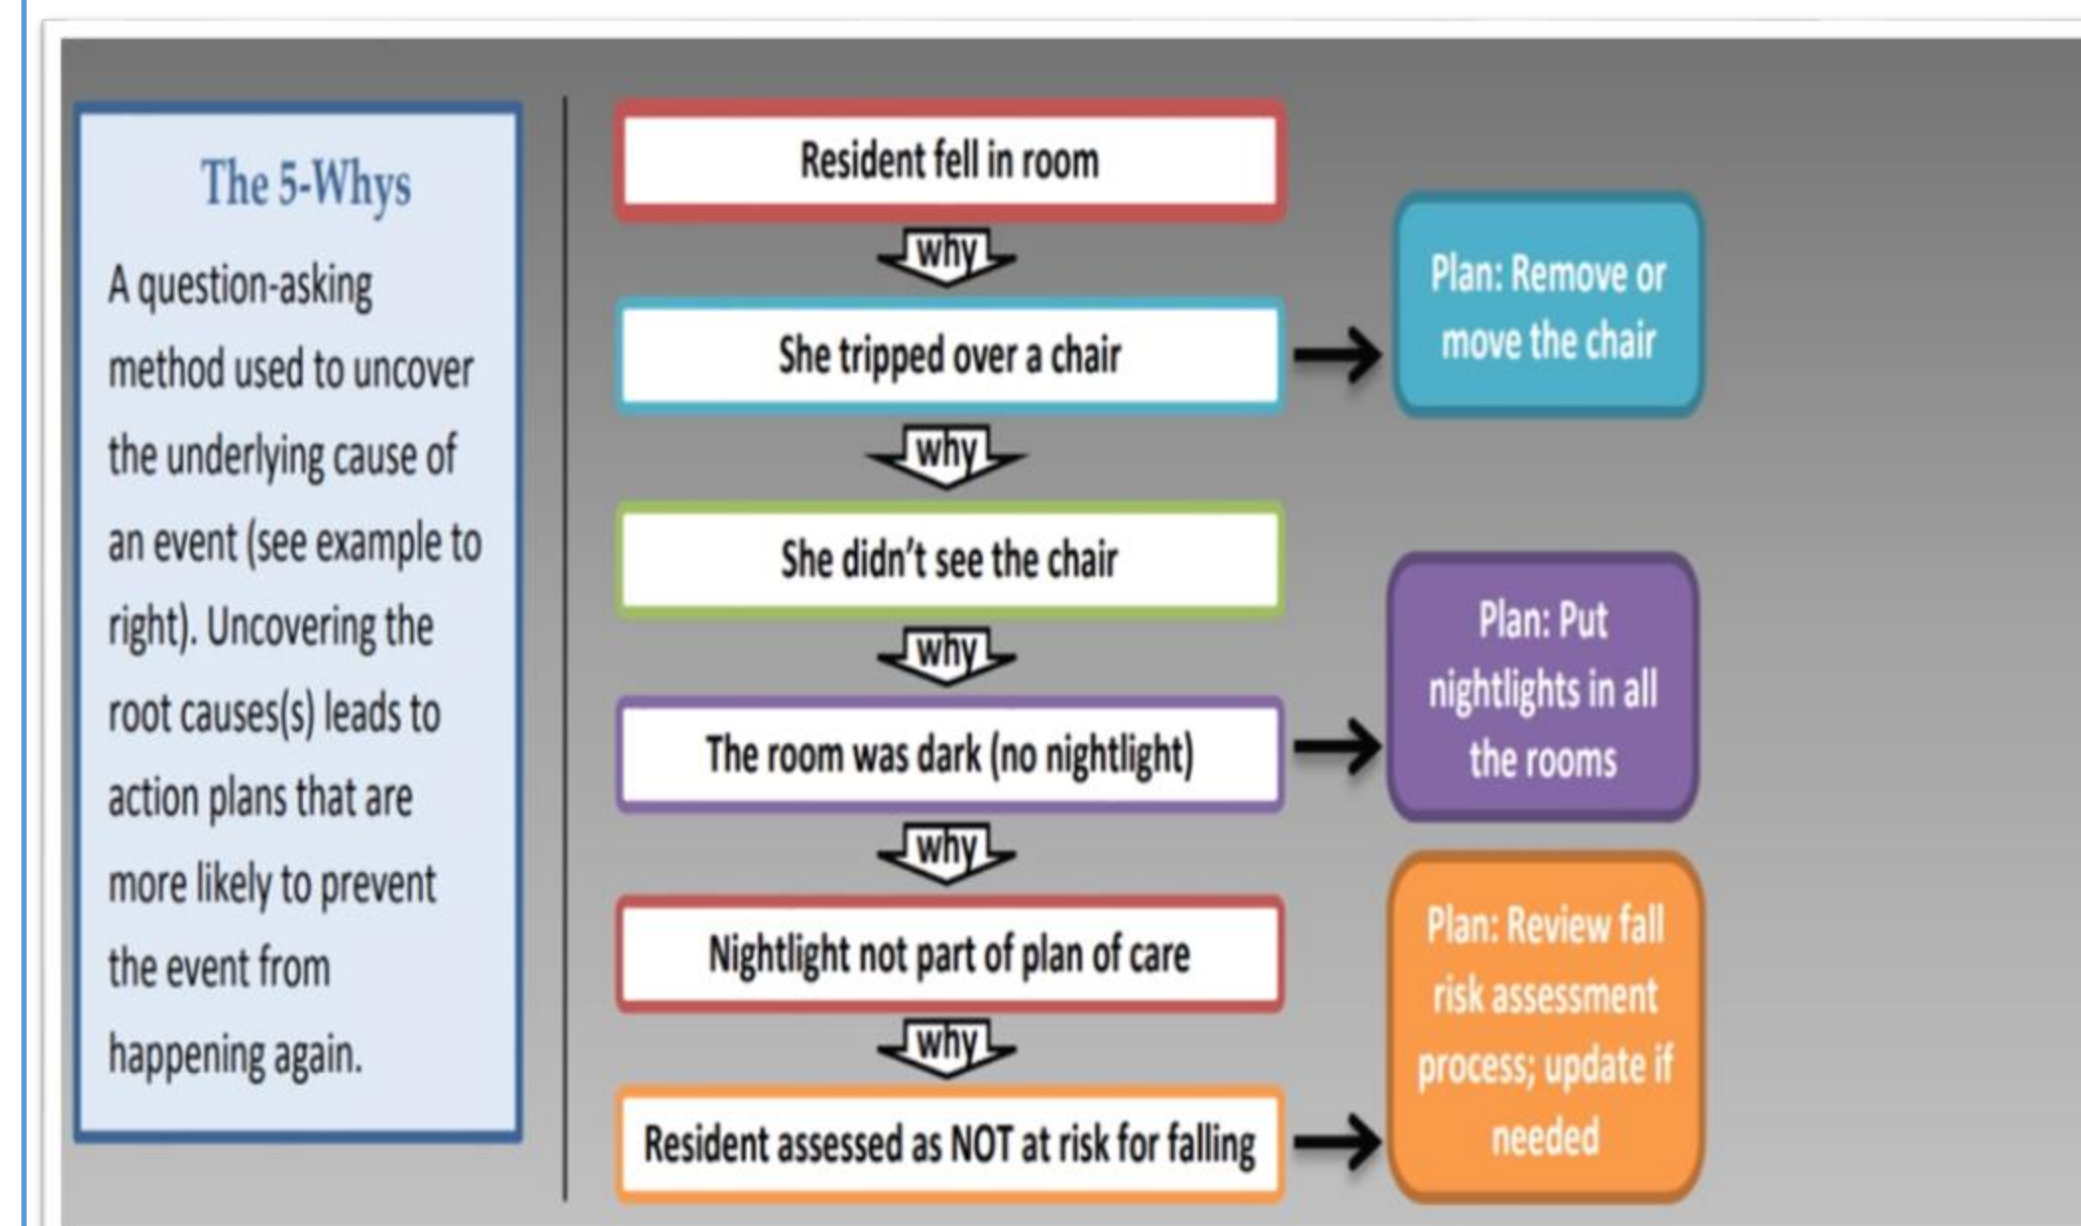 The 5-Whys
A question-asking
method used to uncover
the underlying cause of
an event (see example to
right). Uncovering the
root causes(s) leads to
action plans that are
more likely to prevent
the event from
happening again.
Resident fell in room
why
She tripped over a chair
Plan: Remove or
move the chair
why
She didn't see the chair
why
The room was dark (no nightlight)
Plan: Put
nightlights in all
the rooms
why
Nightlight not part of plan of care
why
Resident assessed as NOT at risk for falling
Plan: Review fall
risk assessment
process; update if
needed